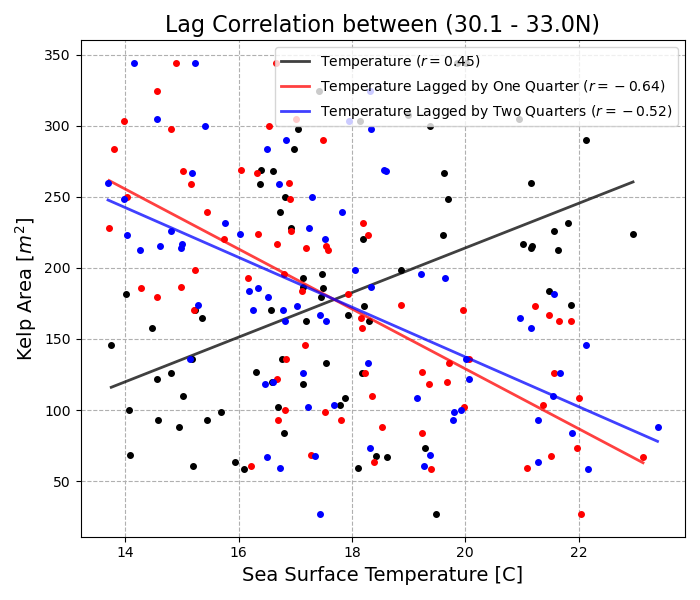 Lag Correlation between (30.1 - 33.0N)
Temperature (r = 0.45)
Temperature Lagged by One Quarter (r = −0.64)
Temperature Lagged by Two Quarters (r = −0.52)
Kelp Area [m²]
350
300
250
200
150
100
50
14 16 18 20 22
Sea Surface Temperature [C]